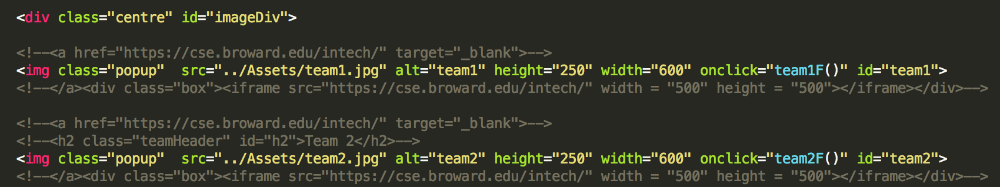 <div class="centre" id="imageDiv">
<!--<a href="https://cse.broward.edu/intech/" target="_blank">-->
<img class="popup"  src="../Assets/team1.jpg" alt="team1" height="250" width="600" onclick="team1F()" id="team1">
<!--</a><div class="box"><iframe src="https://cse.broward.edu/intech/" width = "500" height = "500"></iframe></div>-->
<!--<a href="https://cse.broward.edu/intech/" target="_blank">-->
<!--<h2 class="teamHeader" id="h2">Team 2</h2>-->
<img class="popup"  src="../Assets/team2.jpg" alt="team2" height="250" width="600" onclick="team2F()" id="team2">
<!--</a><div class="box"><iframe src="https://cse.broward.edu/intech/" width = "500" height = "500"></iframe></div>-->